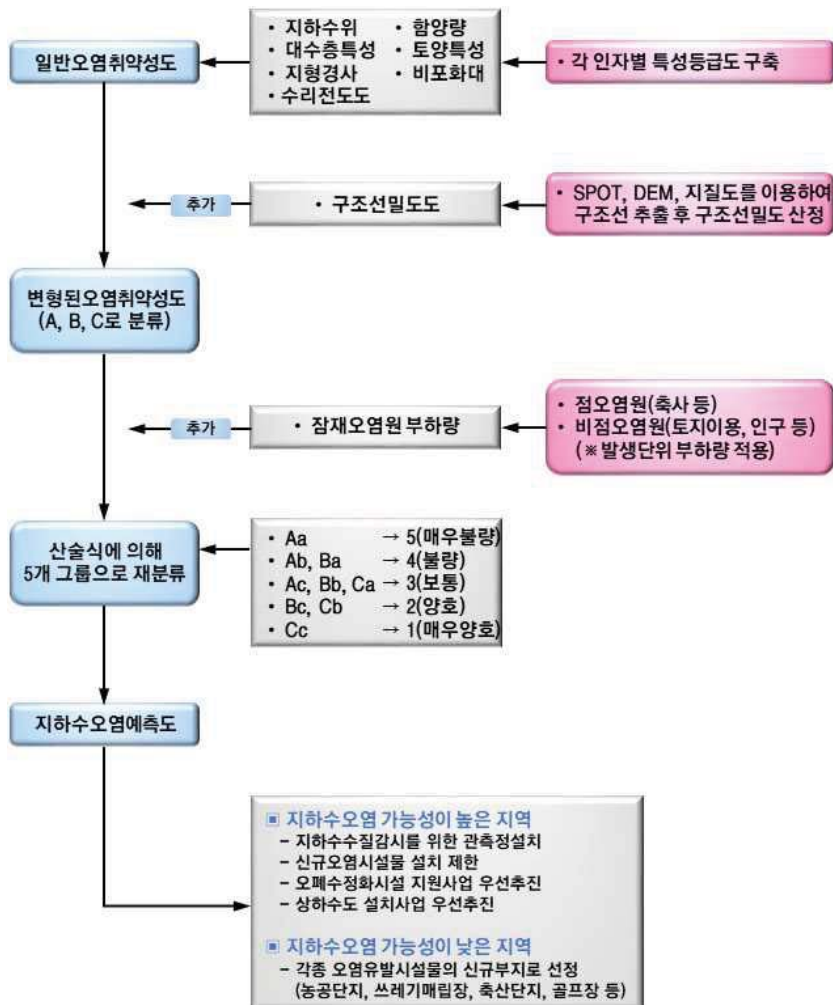 일반오염취약성도
• 지하수위 • 함양량
• 대수층특성 • 토양특성
• 지형경사 • 비포화대
• 수리전도도
• 각 인자별 특성등급도 구축
추가
• 구조선밀도도
• SPOT, DEM, 지질도를 이용하여
구조선 추출 후 구조선밀도 산정
변형된오염취약성도
(A, B, C로 분류)
추가
• 잠재오염원 부하량
• 점오염원(축사 등)
• 비점오염원(토지이용, 인구 등)
(※ 발생단위 부하량 적용)
산술식에 의해
5개 그룹으로 재분류
• Aa → 5(매우불량)
• Ab, Ba → 4(불량)
• Ac, Bb, Ca → 3(보통)
• Bc, Cb → 2(양호)
• Cc → 1(매우양호)
지하수오염예측도
▣ 지하수오염 가능성이 높은 지역
– 지하수수질감시를 위한 관측정설치
– 신규오염시설물 설치 제한
– 오폐수정화시설 지원사업 우선추진
– 상하수도 설치사업 우선추진
▣ 지하수오염 가능성이 낮은 지역
– 각종 오염유발시설물의 신규부지로 선정
(농공단지, 쓰레기매립장, 축산단지, 골프장 등)